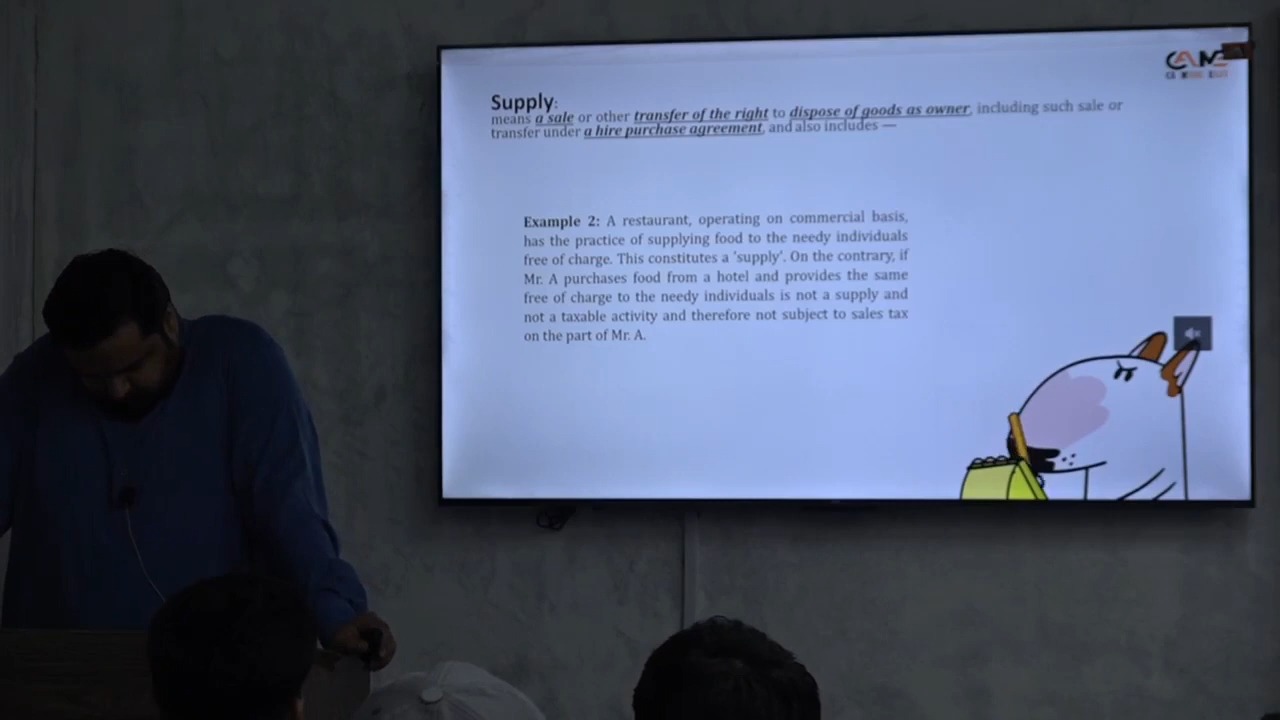 Supply:
means a sale or other transfer of the right to dispose of goods as owner, including such sale or
transfer under a hire purchase agreement, and also includes —
Example 2: A restaurant, operating on commercial basis,
has the practice of supplying food to the needy individuals
free of charge. This constitutes a 'supply'. On the contrary, if
Mr. A purchases food from a hotel and provides the same
free of charge to the needy individuals is not a supply and
not a taxable activity and therefore not subject to sales tax
on the part of Mr. A.